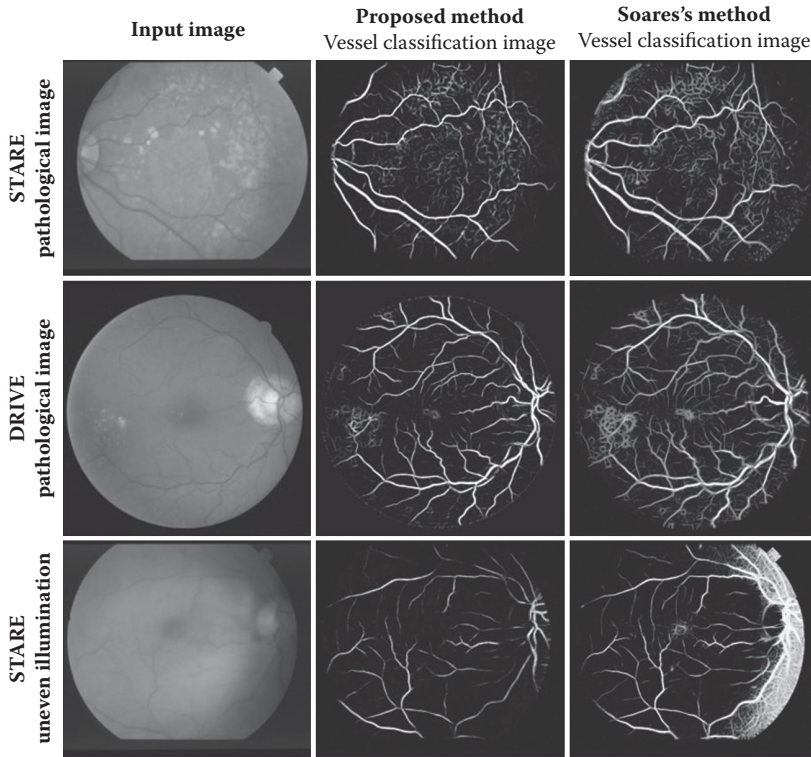 Input image
Proposed method
Vessel classification image
Soares's method
Vessel classification image
STARE
pathological image
DRIVE
pathological image
STARE
uneven illumination